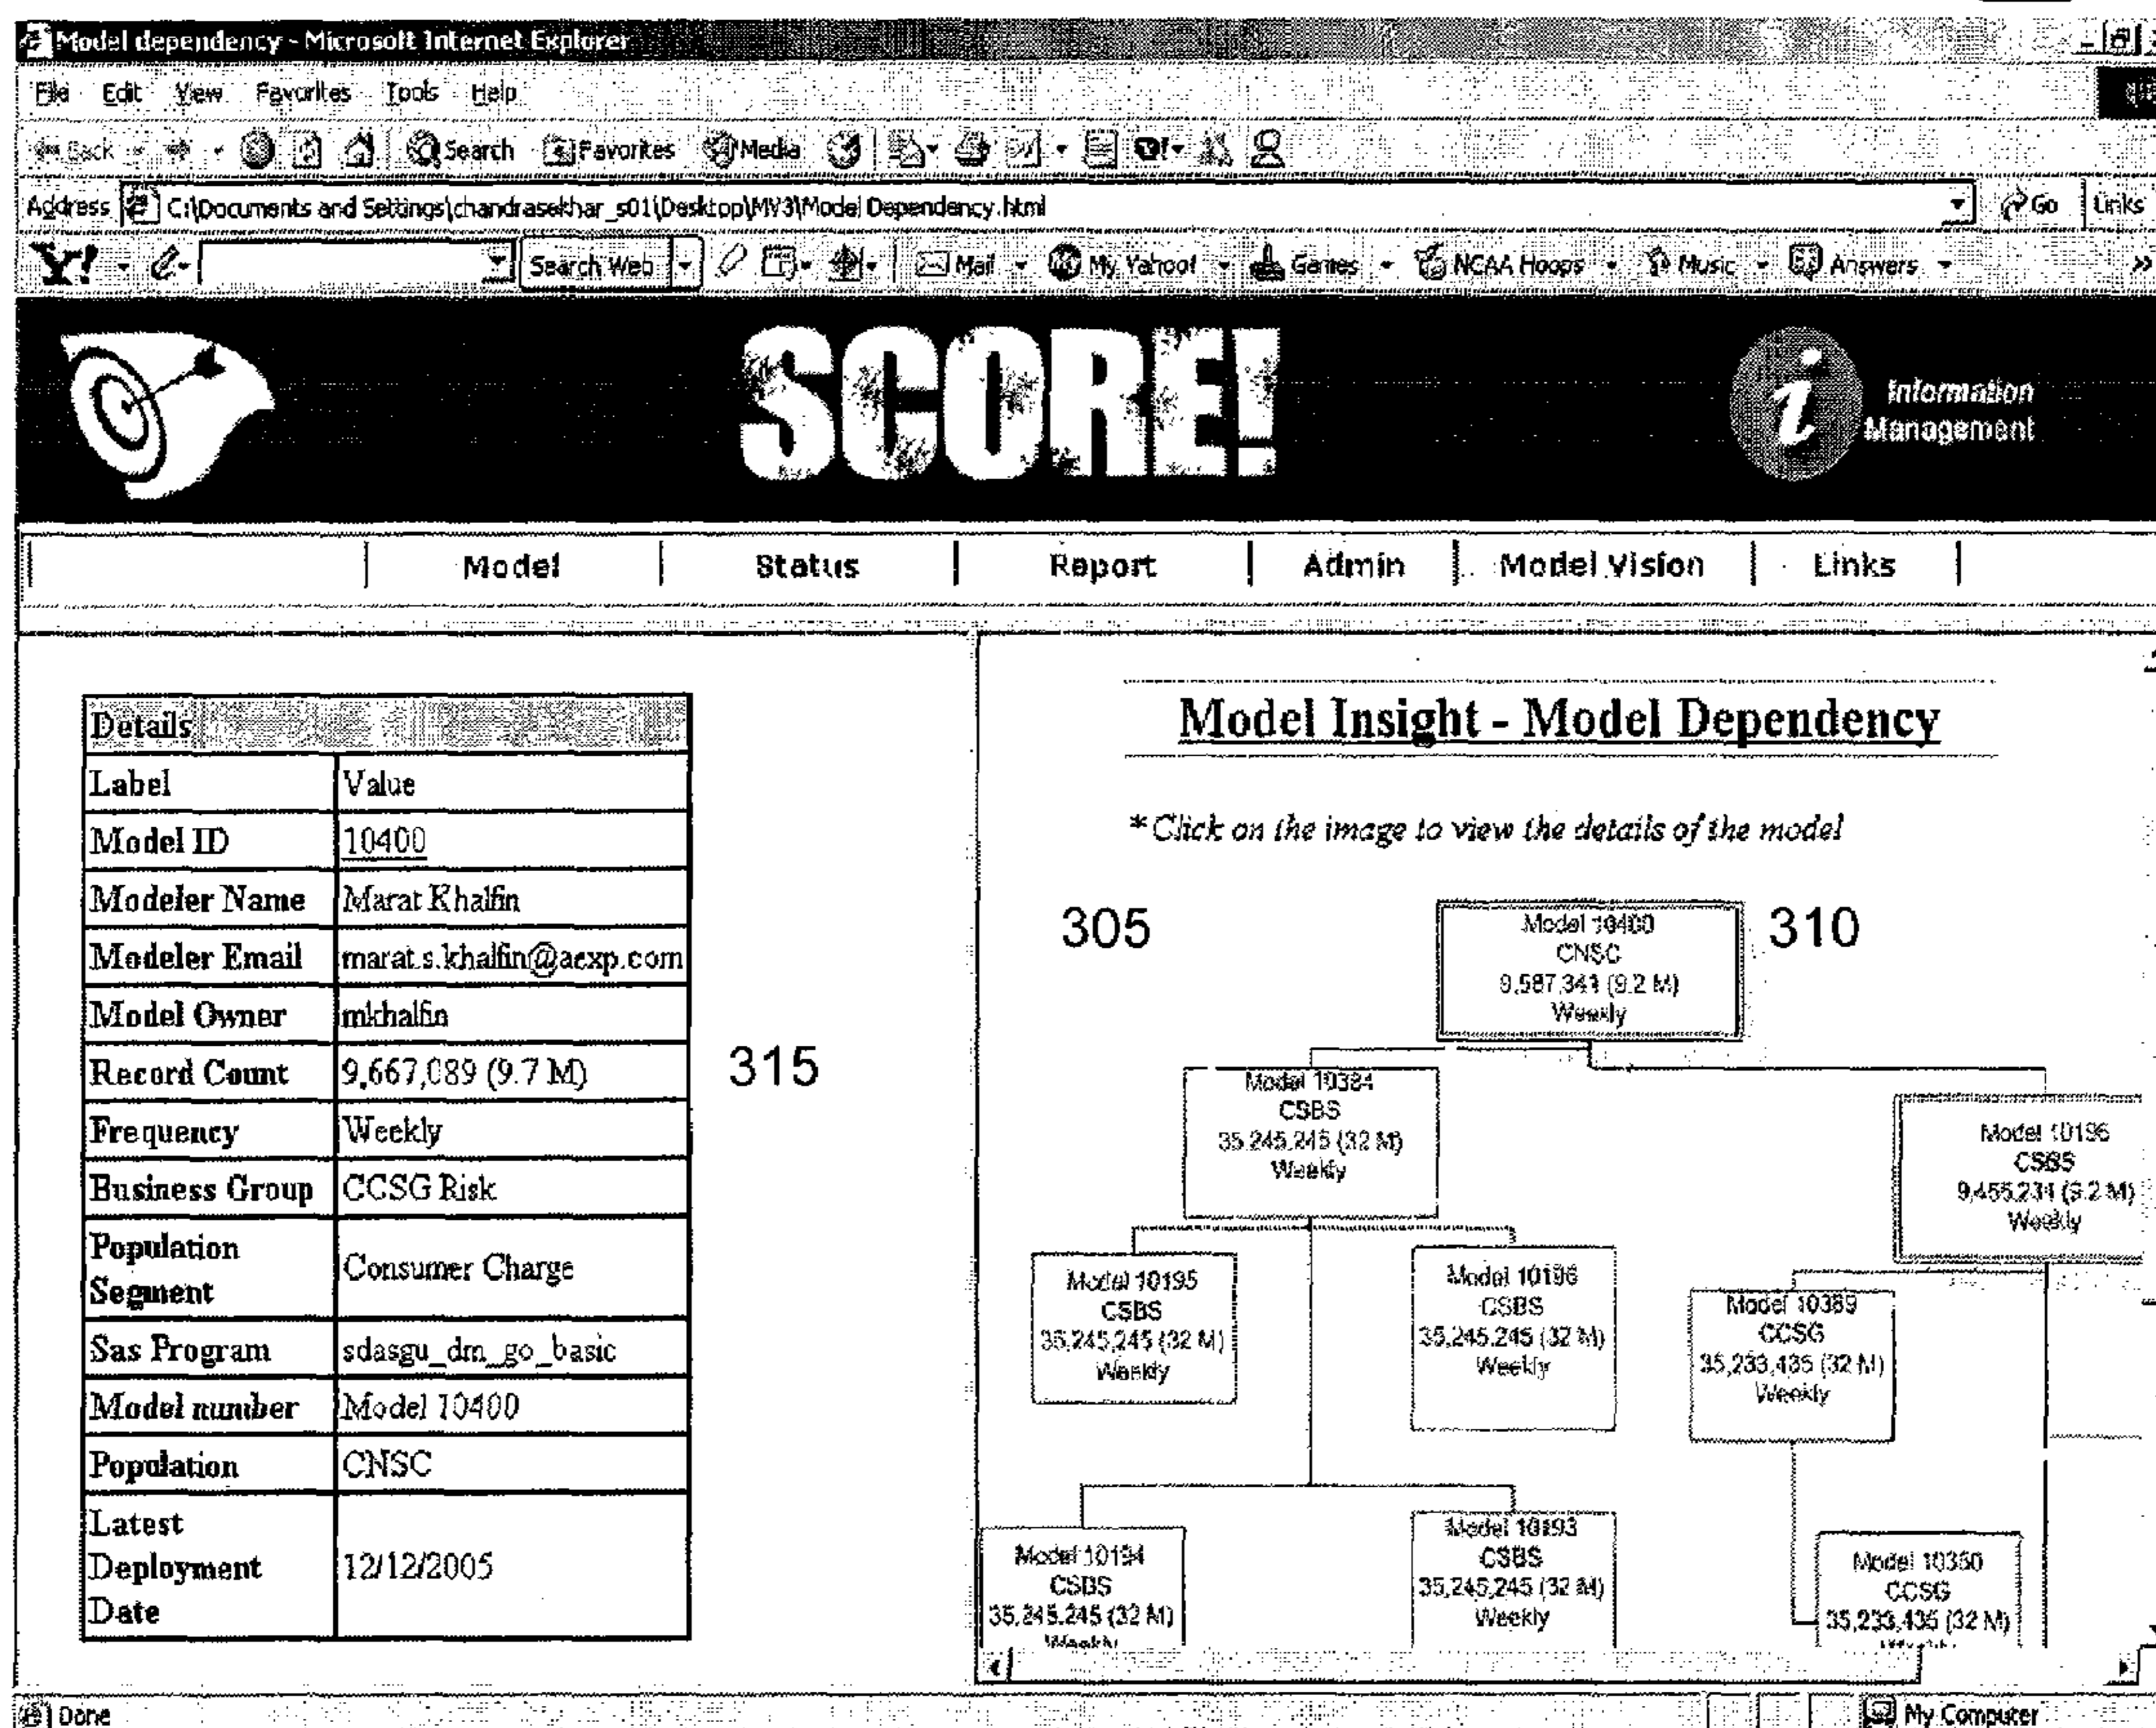 Model dependency - Microsoft Internet Explorer
File Edit View Favorites Tools Help
Back Search Favorites Media
Address C:\Documents and Settings\chandrasekhar_s01\Desktop\MV3\Model Dependency.html Go Links
Y! Search Web Mail My Yahoo! Games NCAA Hoops Music Answers »
SCORE!
i Information
Management
Model Status Report Admin Model Vision Links
Details
Label Value
Model ID 10400
Modeler Name Marat Khalfin
Modeler Email marat.s.khalfin@aexp.com
Model Owner mkhalfin
Record Count 9,667,089 (9.7 M)
Frequency Weekly
Business Group CCSG Risk
Population
Segment Consumer Charge
Sas Program sdasgu_dm_go_basic
Model number Model 10400
Population CNSC
Latest
Deployment
Date 12/12/2005
315
Model Insight - Model Dependency
*Click on the image to view the details of the model
305
310
Model 10400
CNSC
9,587,341 (9.2 M)
Weekly
Model 10384
CSBS
35,245,245 (32 M)
Weekly
Model 10196
CSBS
(9.2 M)
Weekly
Model 10195
CSBS
35,245,245 (32 M)
Weekly
Model 10196
CSBS
35,245,245 (32 M)
Weekly
Model 10389
CCSG
35,233,435 (32 M)
Weekly
Model 10194
CSBS
35,245,245 (32 M)
Weekly
Model 10193
CSBS
35,245,245 (32 M)
Weekly
Model
CCSG
35,233,435 (32 M)
Done My Computer